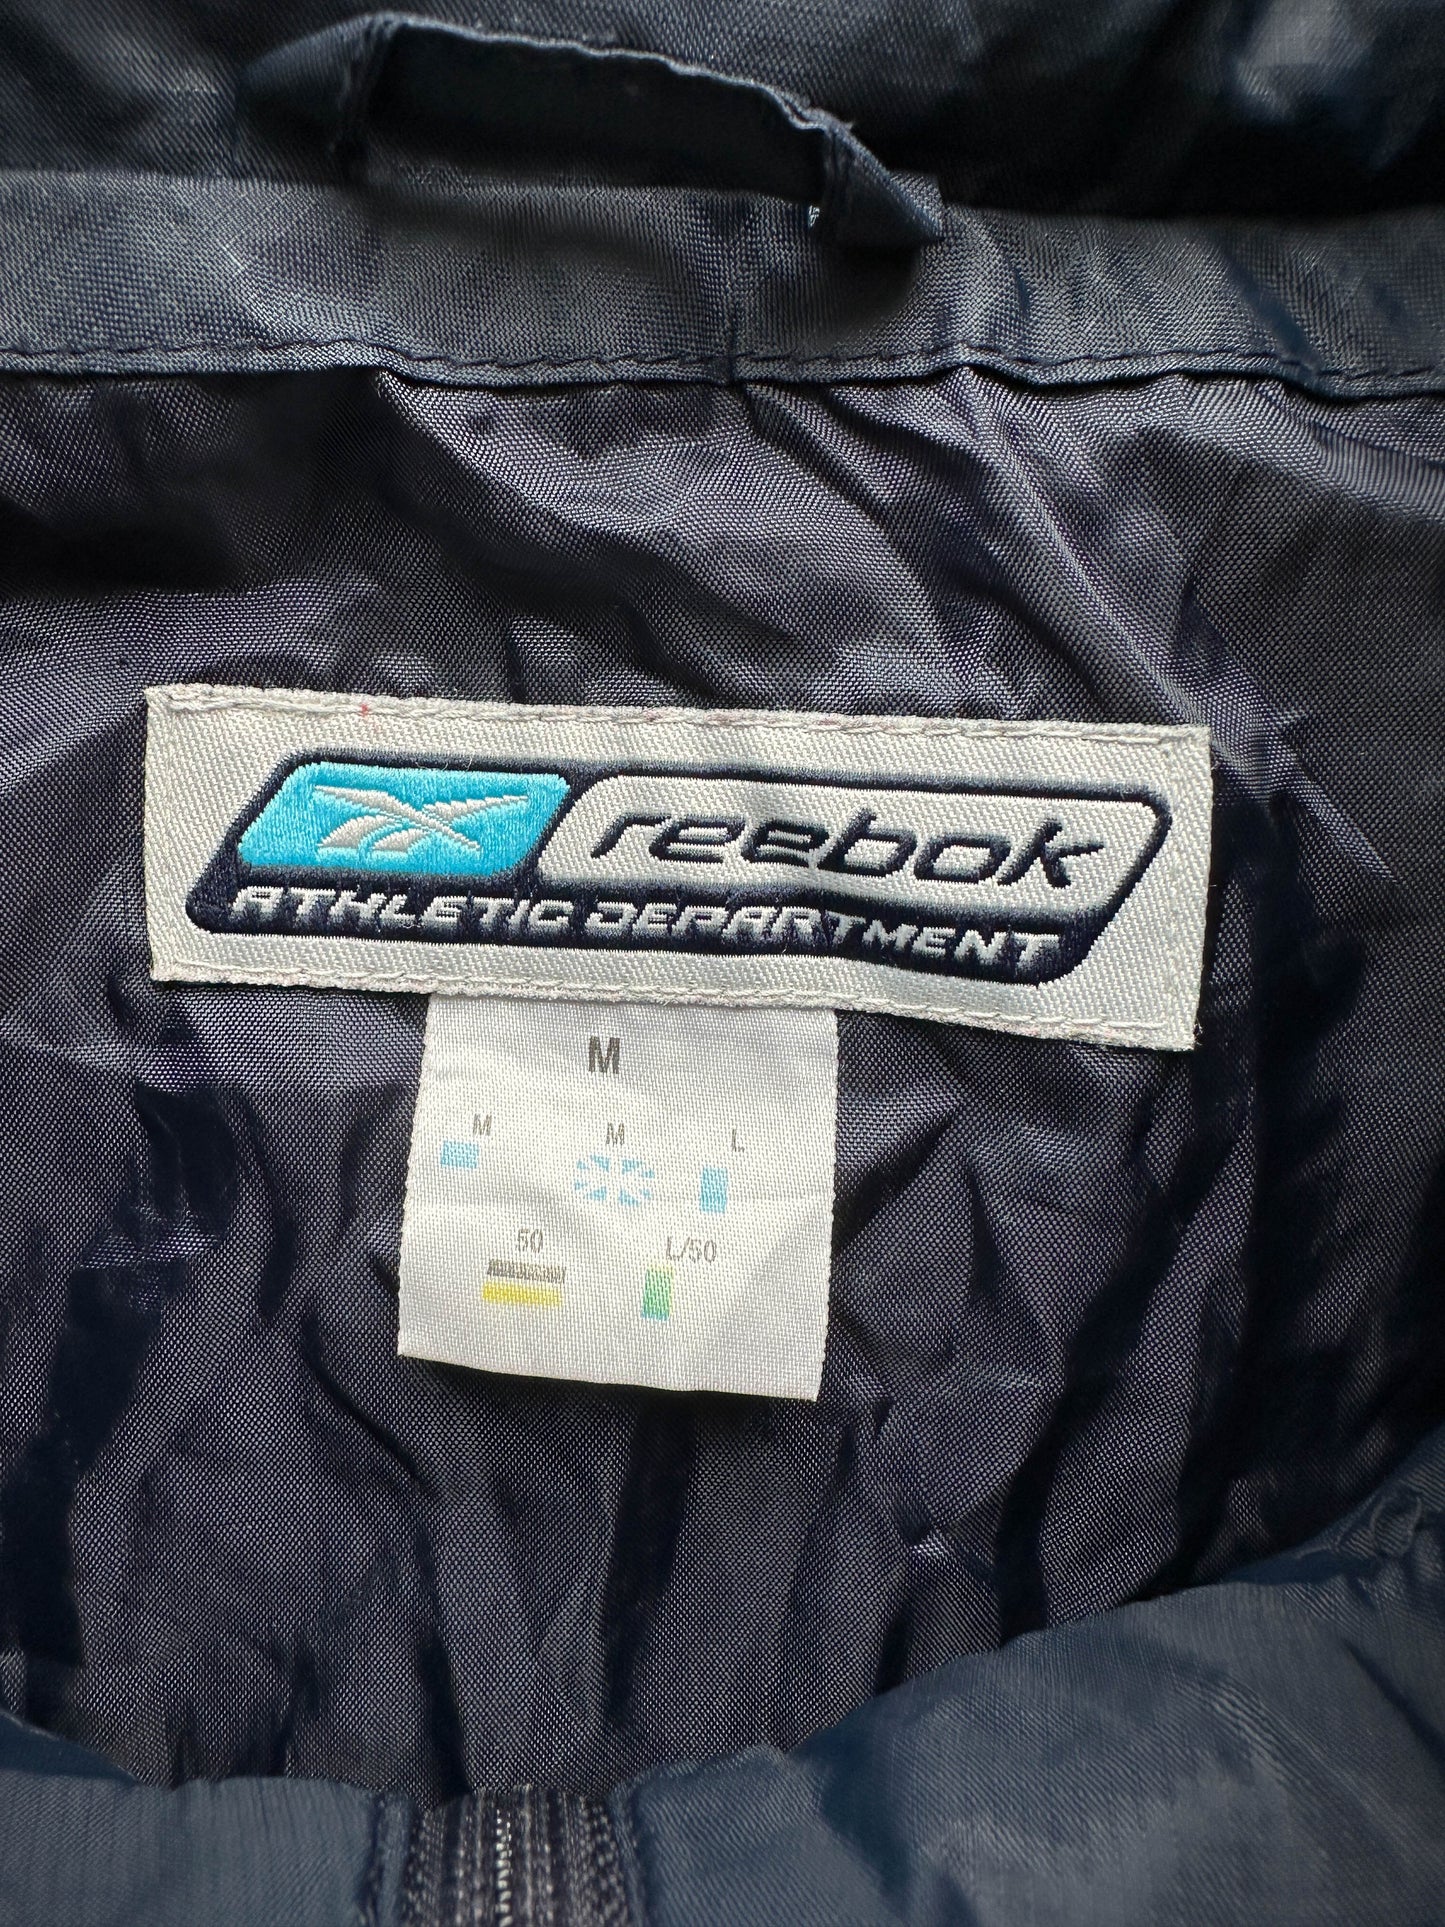 reebok
ATHLETIC DEPARTMENT
M
M M L
50 L/50